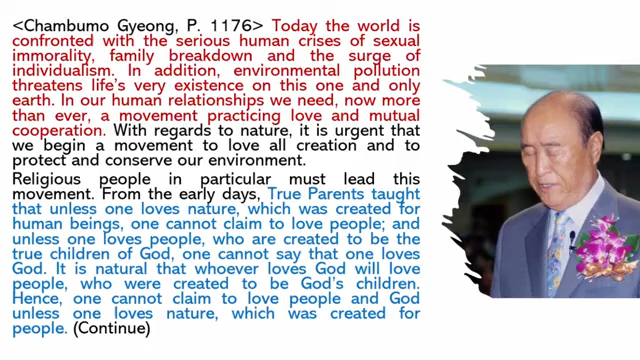 <Chambumo Gyeong, P. 1176> Today the world is
confronted with the serious human crises of sexual
immorality, family breakdown and the surge of
individualism. In addition, environmental pollution
threatens life's very existence on this one and only
earth. In our human relationships we need, now more
than ever, a movement practicing love and mutual
cooperation. With regards to nature, it is urgent that
we begin a movement to love all creation and to
protect and conserve our environment.
Religious people in particular must lead this
movement. From the early days, True Parents taught
that unless one loves nature, which was created for
human beings, one cannot claim to love people; and
unless one loves people, who are created to be the
true children of God, one cannot say that one loves
God. It is natural that whoever loves God will love
people, who were created to be God's children.
Hence, one cannot claim to love people and God
unless one loves nature, which was created for
people. (Continue)